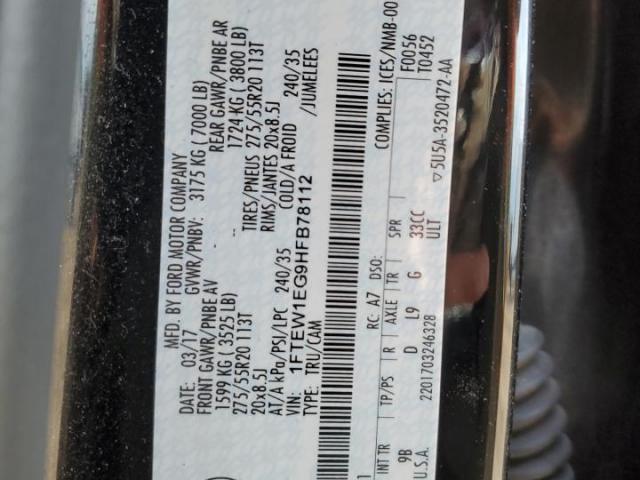 MFD. BY FORD MOTOR COMPANY
DATE: 03/17 GVWR/PNBV: 3175 KG ( 7000 LB)
FRONT GAWR/PNBE AV REAR GAWR/PNBE AR
1599 KG ( 3525 LB) 1724 KG ( 3800 LB)
275/55R20 113T TIRES/PNEUS 275/55R20 113T
20x8.5J RIMS/JANTES 20x8.5J
AT/A kPa/PSI/LPC 240/35 COLD/A FROID 240/35
VIN: 1FTEW1EG9HFB78112 /JUMELEES
TYPE: TRU/CAM
COMPLIES: ICES/NMB-00
F0056
T0452
RC: A7 DSO:
INT TR TP/PS R AXLE TR SPR
9B D L9 G 33CC
U.S.A. 2201703246328 ULT
▽5U5A-3520472-AA